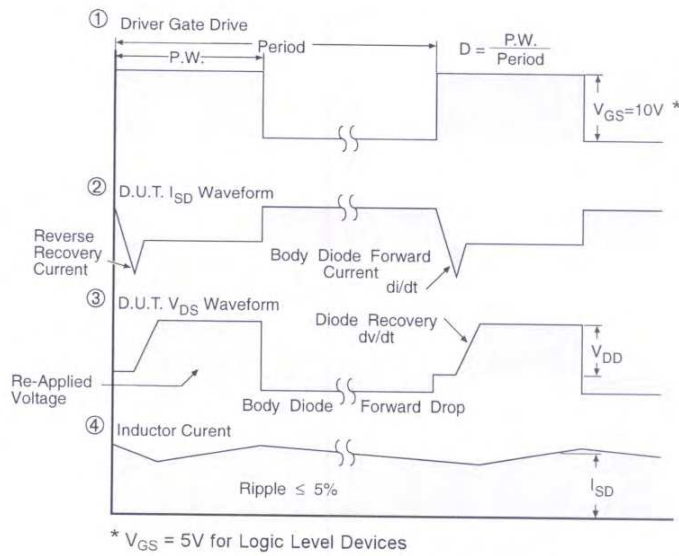 ① Driver Gate Drive
Period
P.W.
D = P.W.
Period
V_GS=10V *
② D.U.T. I_SD Waveform
Reverse
Recovery
Current
Body Diode Forward
Current
di/dt
③ D.U.T. V_DS Waveform
Diode Recovery
dv/dt
V_DD
Re-Applied
Voltage
Body Diode Forward Drop
④ Inductor Curent
Ripple ≤ 5%
I_SD
* V_GS = 5V for Logic Level Devices